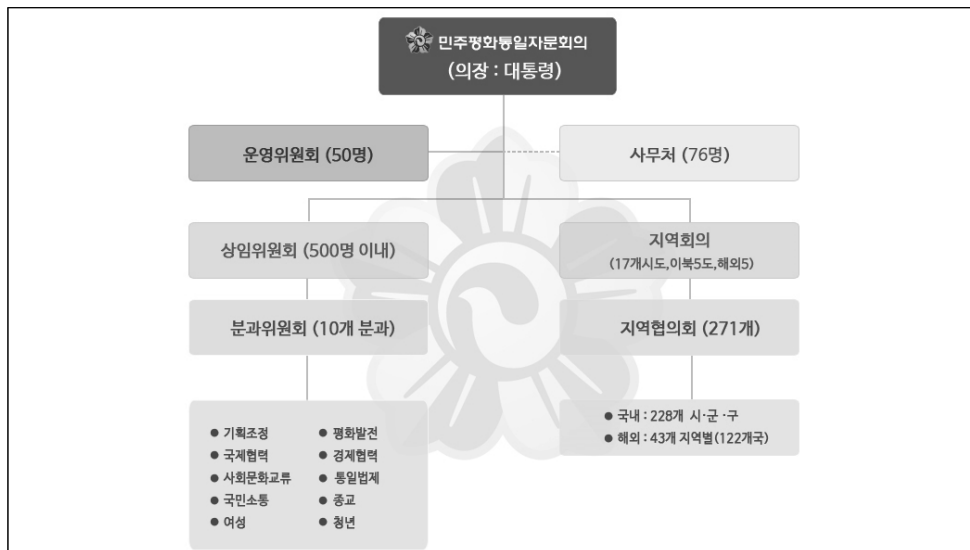 민주평화통일자문회의
(의장 : 대통령)
운영위원회 (50명)
사무처 (76명)
상임위원회 (500명 이내)
지역회의
(17개시도,이북5도,해외5)
분과위원회 (10개 분과)
지역협의회 (271개)
● 기획조정
● 국제협력
● 사회문화교류
● 국민소통
● 여성
● 평화발전
● 경제협력
● 통일법제
● 종교
● 청년
● 국내 : 228개 시·군·구
● 해외 : 43개 지역별(122개국)